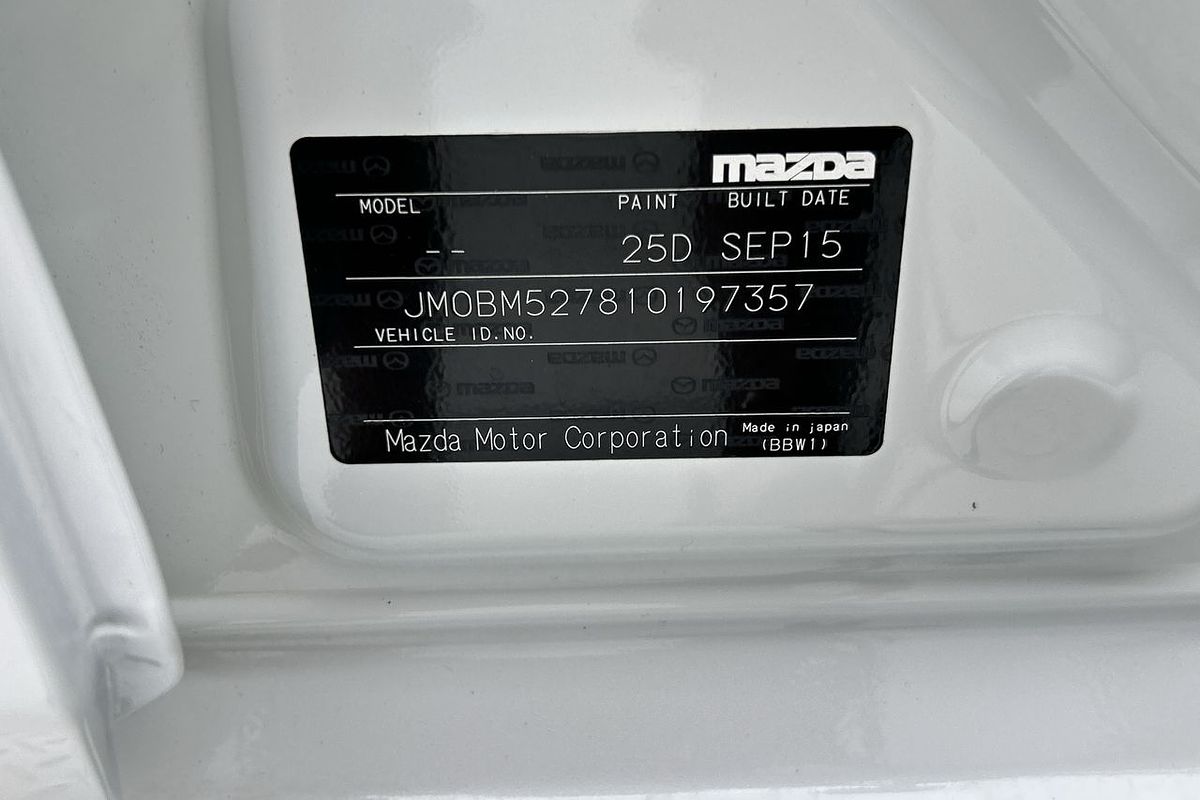 mazda
MODEL PAINT BUILT DATE
-- 25D SEP15
JM0BM527810197357
VEHICLE ID.NO.
Mazda Motor Corporation Made in japan
(BBW1)